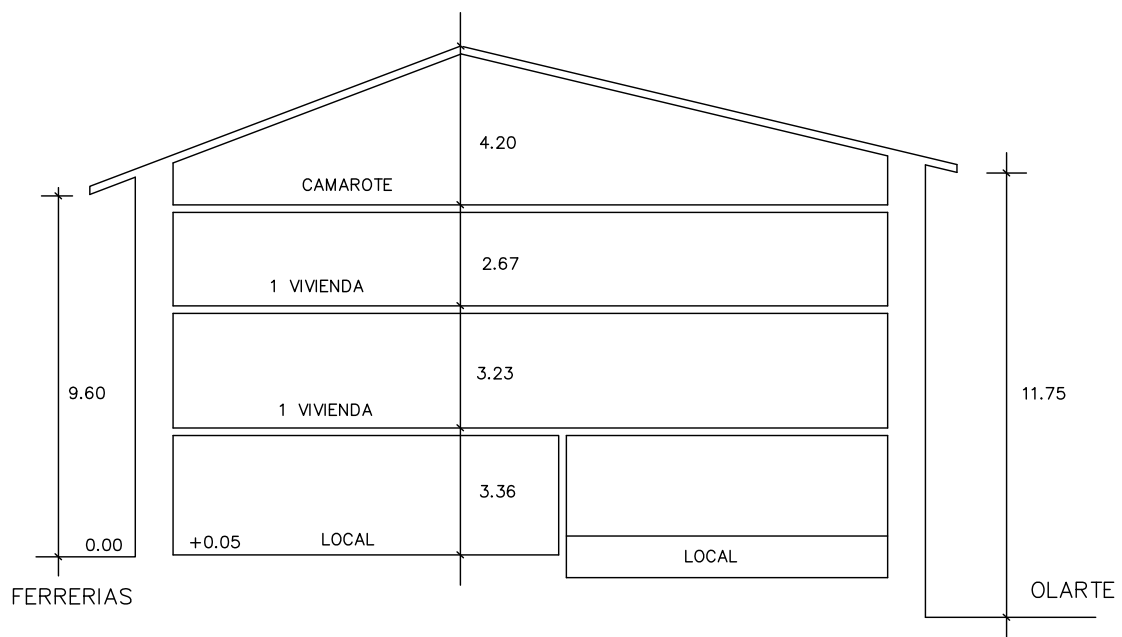 4.20
CAMAROTE
2.67
1 VIVIENDA
3.23
9.60
11.75
1 VIVIENDA
3.36
0.00
+0.05
LOCAL
LOCAL
FERRERIAS
OLARTE